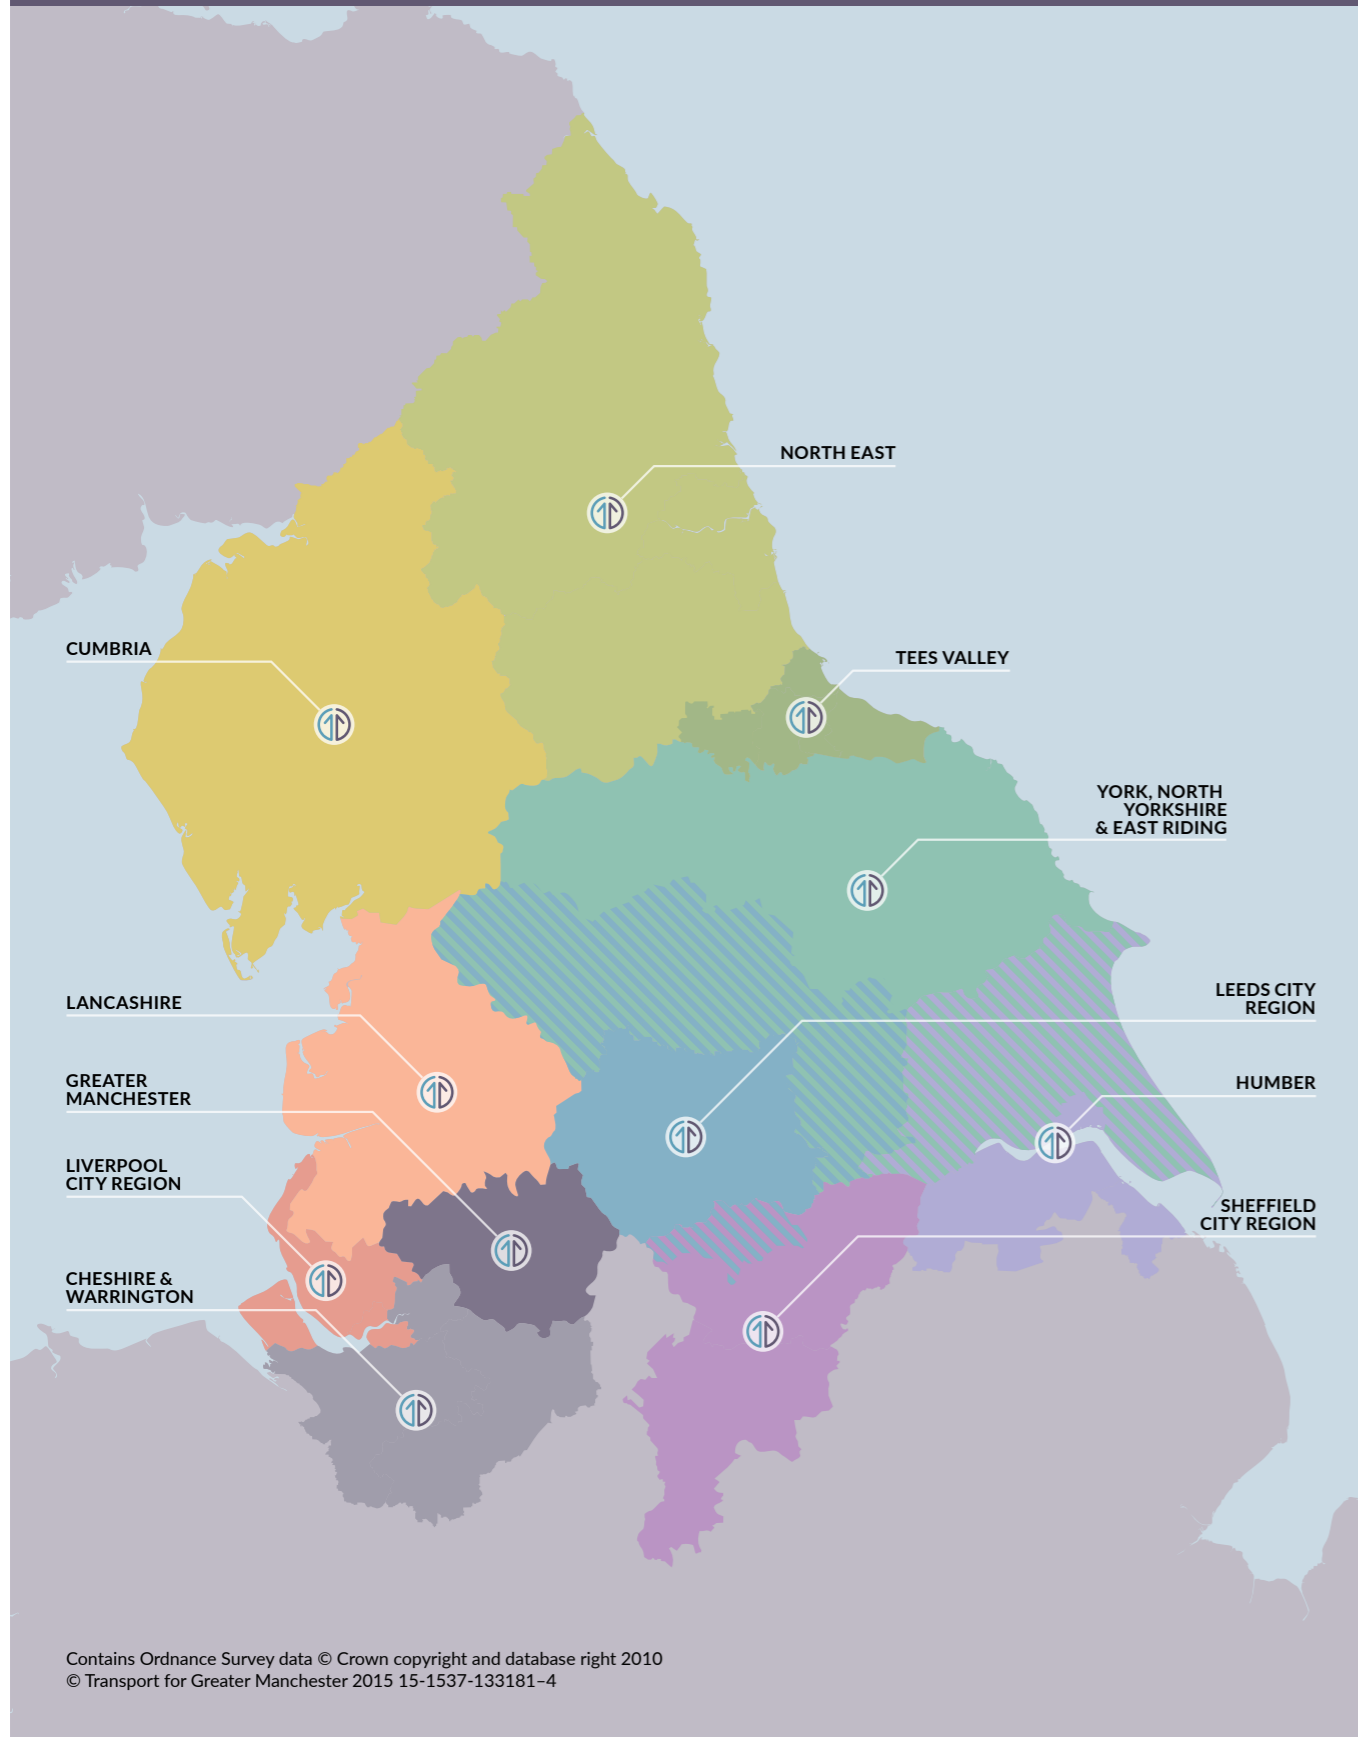 NORTH EAST
CUMBRIA
TEES VALLEY
YORK, NORTH
YORKSHIRE
& EAST RIDING
LANCASHIRE
LEEDS CITY
REGION
GREATER
MANCHESTER
HUMBER
LIVERPOOL
CITY REGION
SHEFFIELD
CITY REGION
CHESHIRE &
WARRINGTON
Contains Ordnance Survey data © Crown copyright and database right 2010
© Transport for Greater Manchester 2015 15-1537-133181–4